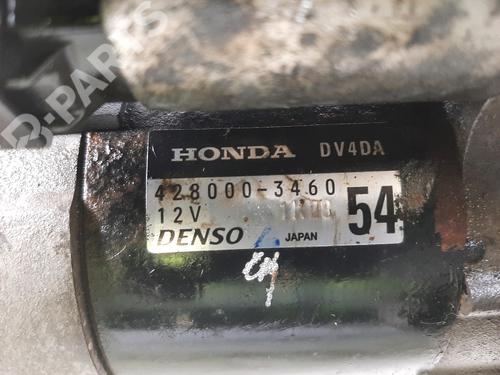 HONDA DV4DA
428000-3460
12V
54
DENSO JAPAN
B-PARTS